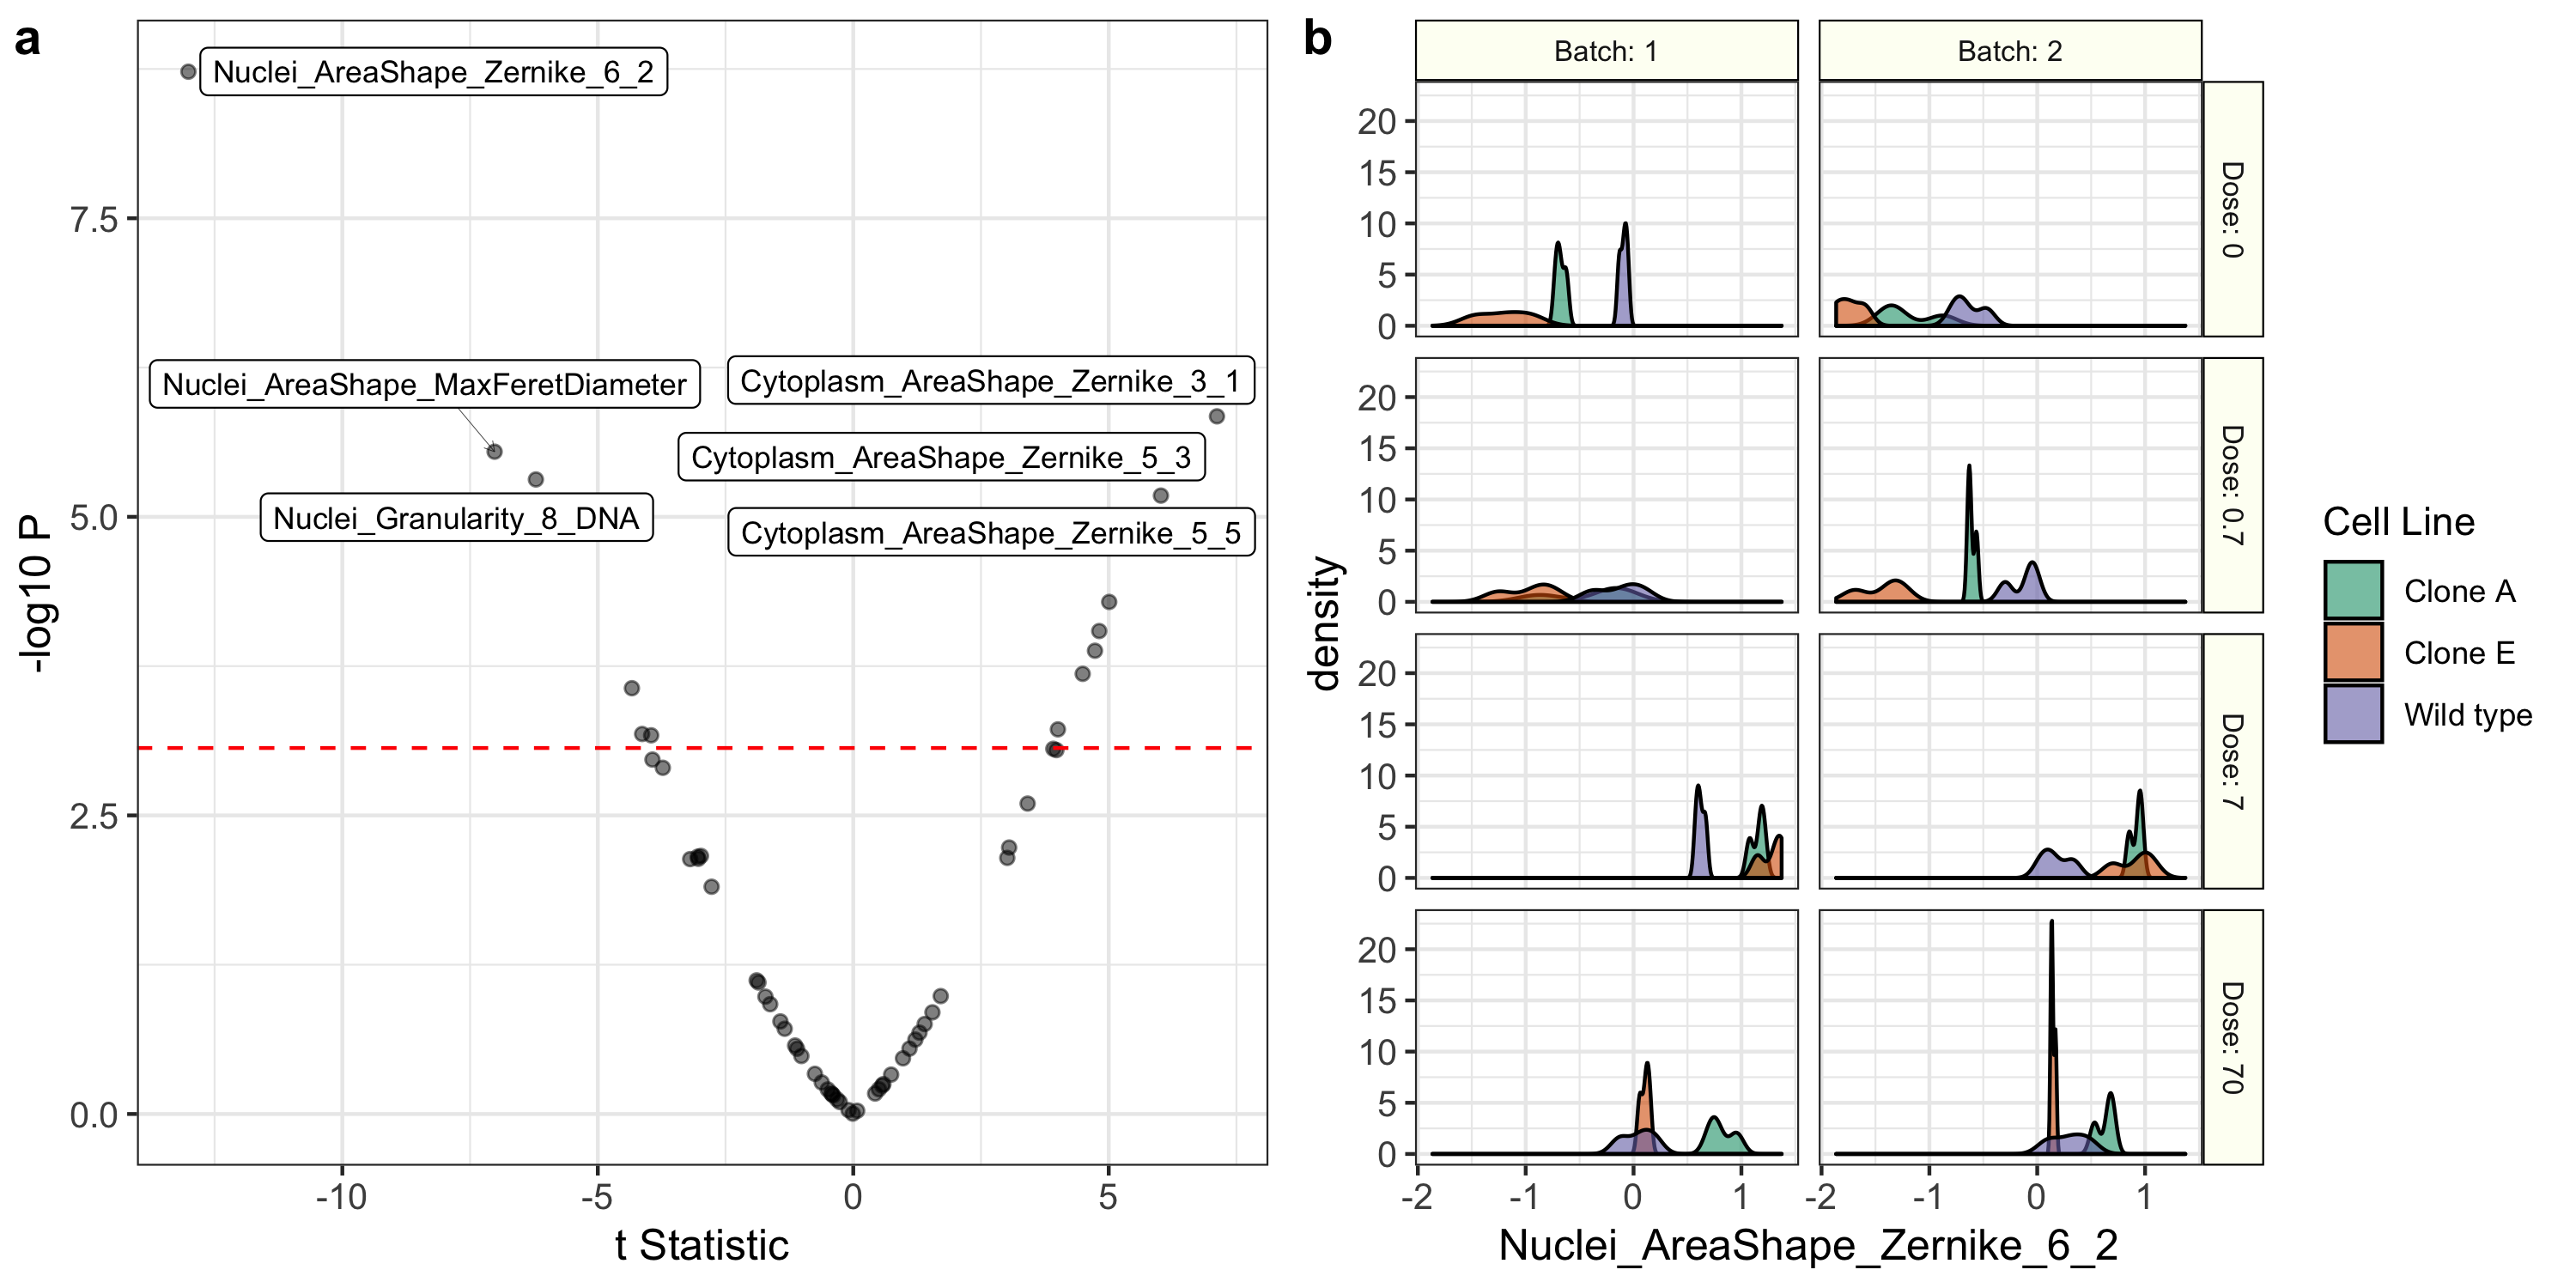 a
Nuclei_AreaShape_Zernike_6_2
7.5
Nuclei_AreaShape_MaxFeretDiameter
Cytoplasm_AreaShape_Zernike_3_1
Cytoplasm_AreaShape_Zernike_5_3
Nuclei_Granularity_8_DNA
5.0
Cytoplasm_AreaShape_Zernike_5_5
-log10 P
2.5
0.0
-10 -5 0 5
t Statistic
b
Batch: 1 Batch: 2
20
15
10
5
0
Dose: 0
20
15
10
5
0
Dose: 0.7
density
20
15
10
5
0
Dose: 7
20
15
10
5
0
Dose: 70
-2 -1 0 1 -2 -1 0 1
Nuclei_AreaShape_Zernike_6_2
Cell Line
Clone A
Clone E
Wild type